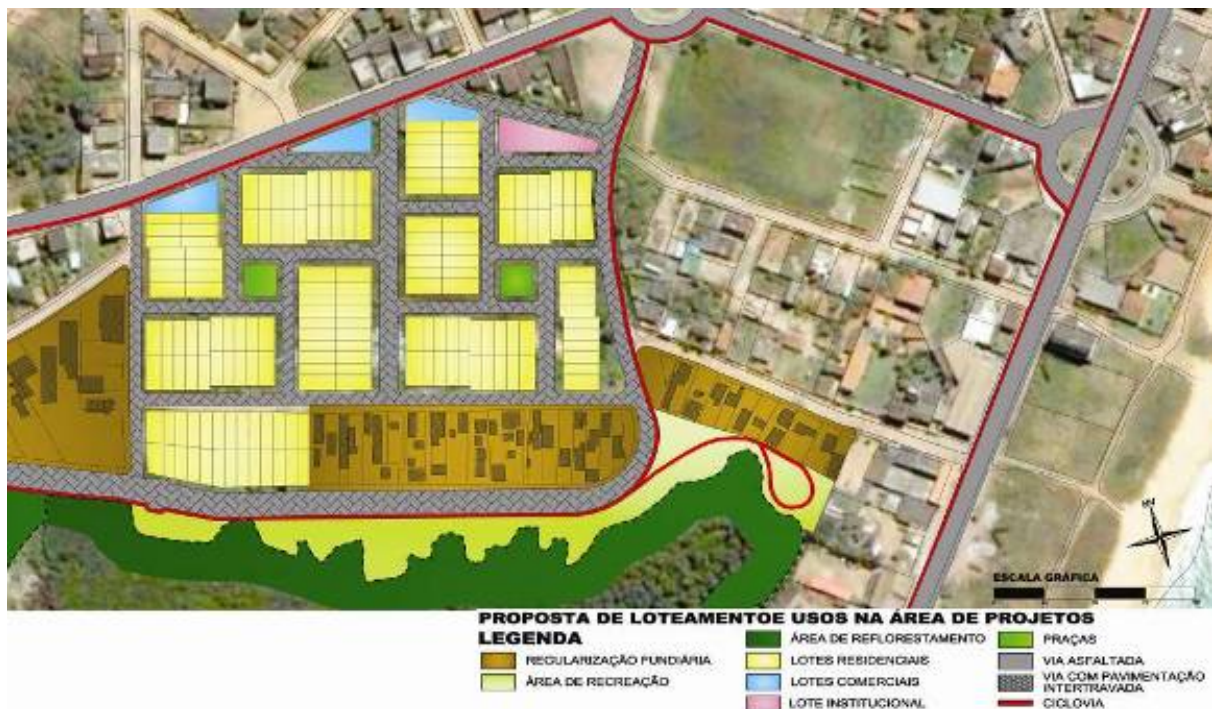 NV
ESCALA GRÁFICA
PROPOSTA DE LOTEAMENTOE USOS NA ÁREA DE PROJETOS
LEGENDA
REGULARIZAÇÃO FUNDIÁRIA
ÁREA DE RECREAÇÃO
ÁREA DE REFLORESTAMENTO
LOTES RESIDENCIAIS
LOTES COMERCIAIS
LOTE INSTITUCIONAL
PRAÇAS
VIA ASFALTADA
VIA COM PAVIMENTAÇÃO
INTERTRAVADA
CICLOVIA